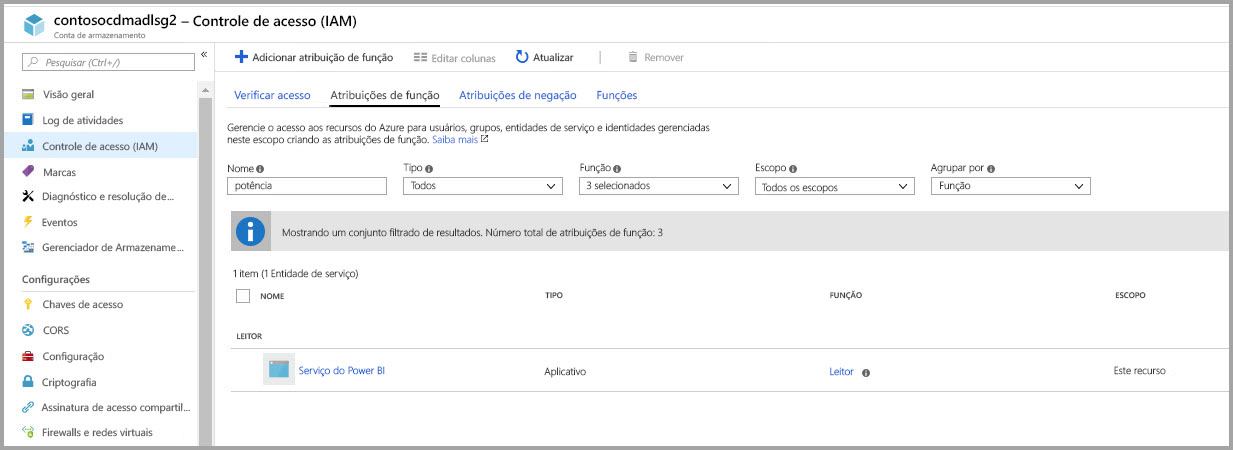 contosocdmadlsg2 – Controle de acesso (IAM)
Conta de armazenamento
Pesquisar (Ctrl+/)
«
Visão geral
Log de atividades
Controle de acesso (IAM)
Marcas
Diagnóstico e resolução de...
Eventos
Gerenciador de Armazename...
Configurações
Chaves de acesso
CORS
Configuração
Criptografia
Assinatura de acesso compartil...
Firewalls e redes virtuais
Adicionar atribuição de função
Editar colunas
Atualizar
Remover
Verificar acesso
Atribuições de função
Atribuições de negação
Funções
Gerencie o acesso aos recursos do Azure para usuários, grupos, entidades de serviço e identidades gerenciadas
neste escopo criando as atribuições de função. Saiba mais
Nome
Tipo
Função
Escopo
Agrupar por
potência
Todos
3 selecionados
Todos os escopos
Função
Mostrando um conjunto filtrado de resultados. Número total de atribuições de função: 3
1 item (1 Entidade de serviço)
NOME
TIPO
FUNÇÃO
ESCOPO
LEITOR
Serviço do Power BI
Aplicativo
Leitor
Este recurso